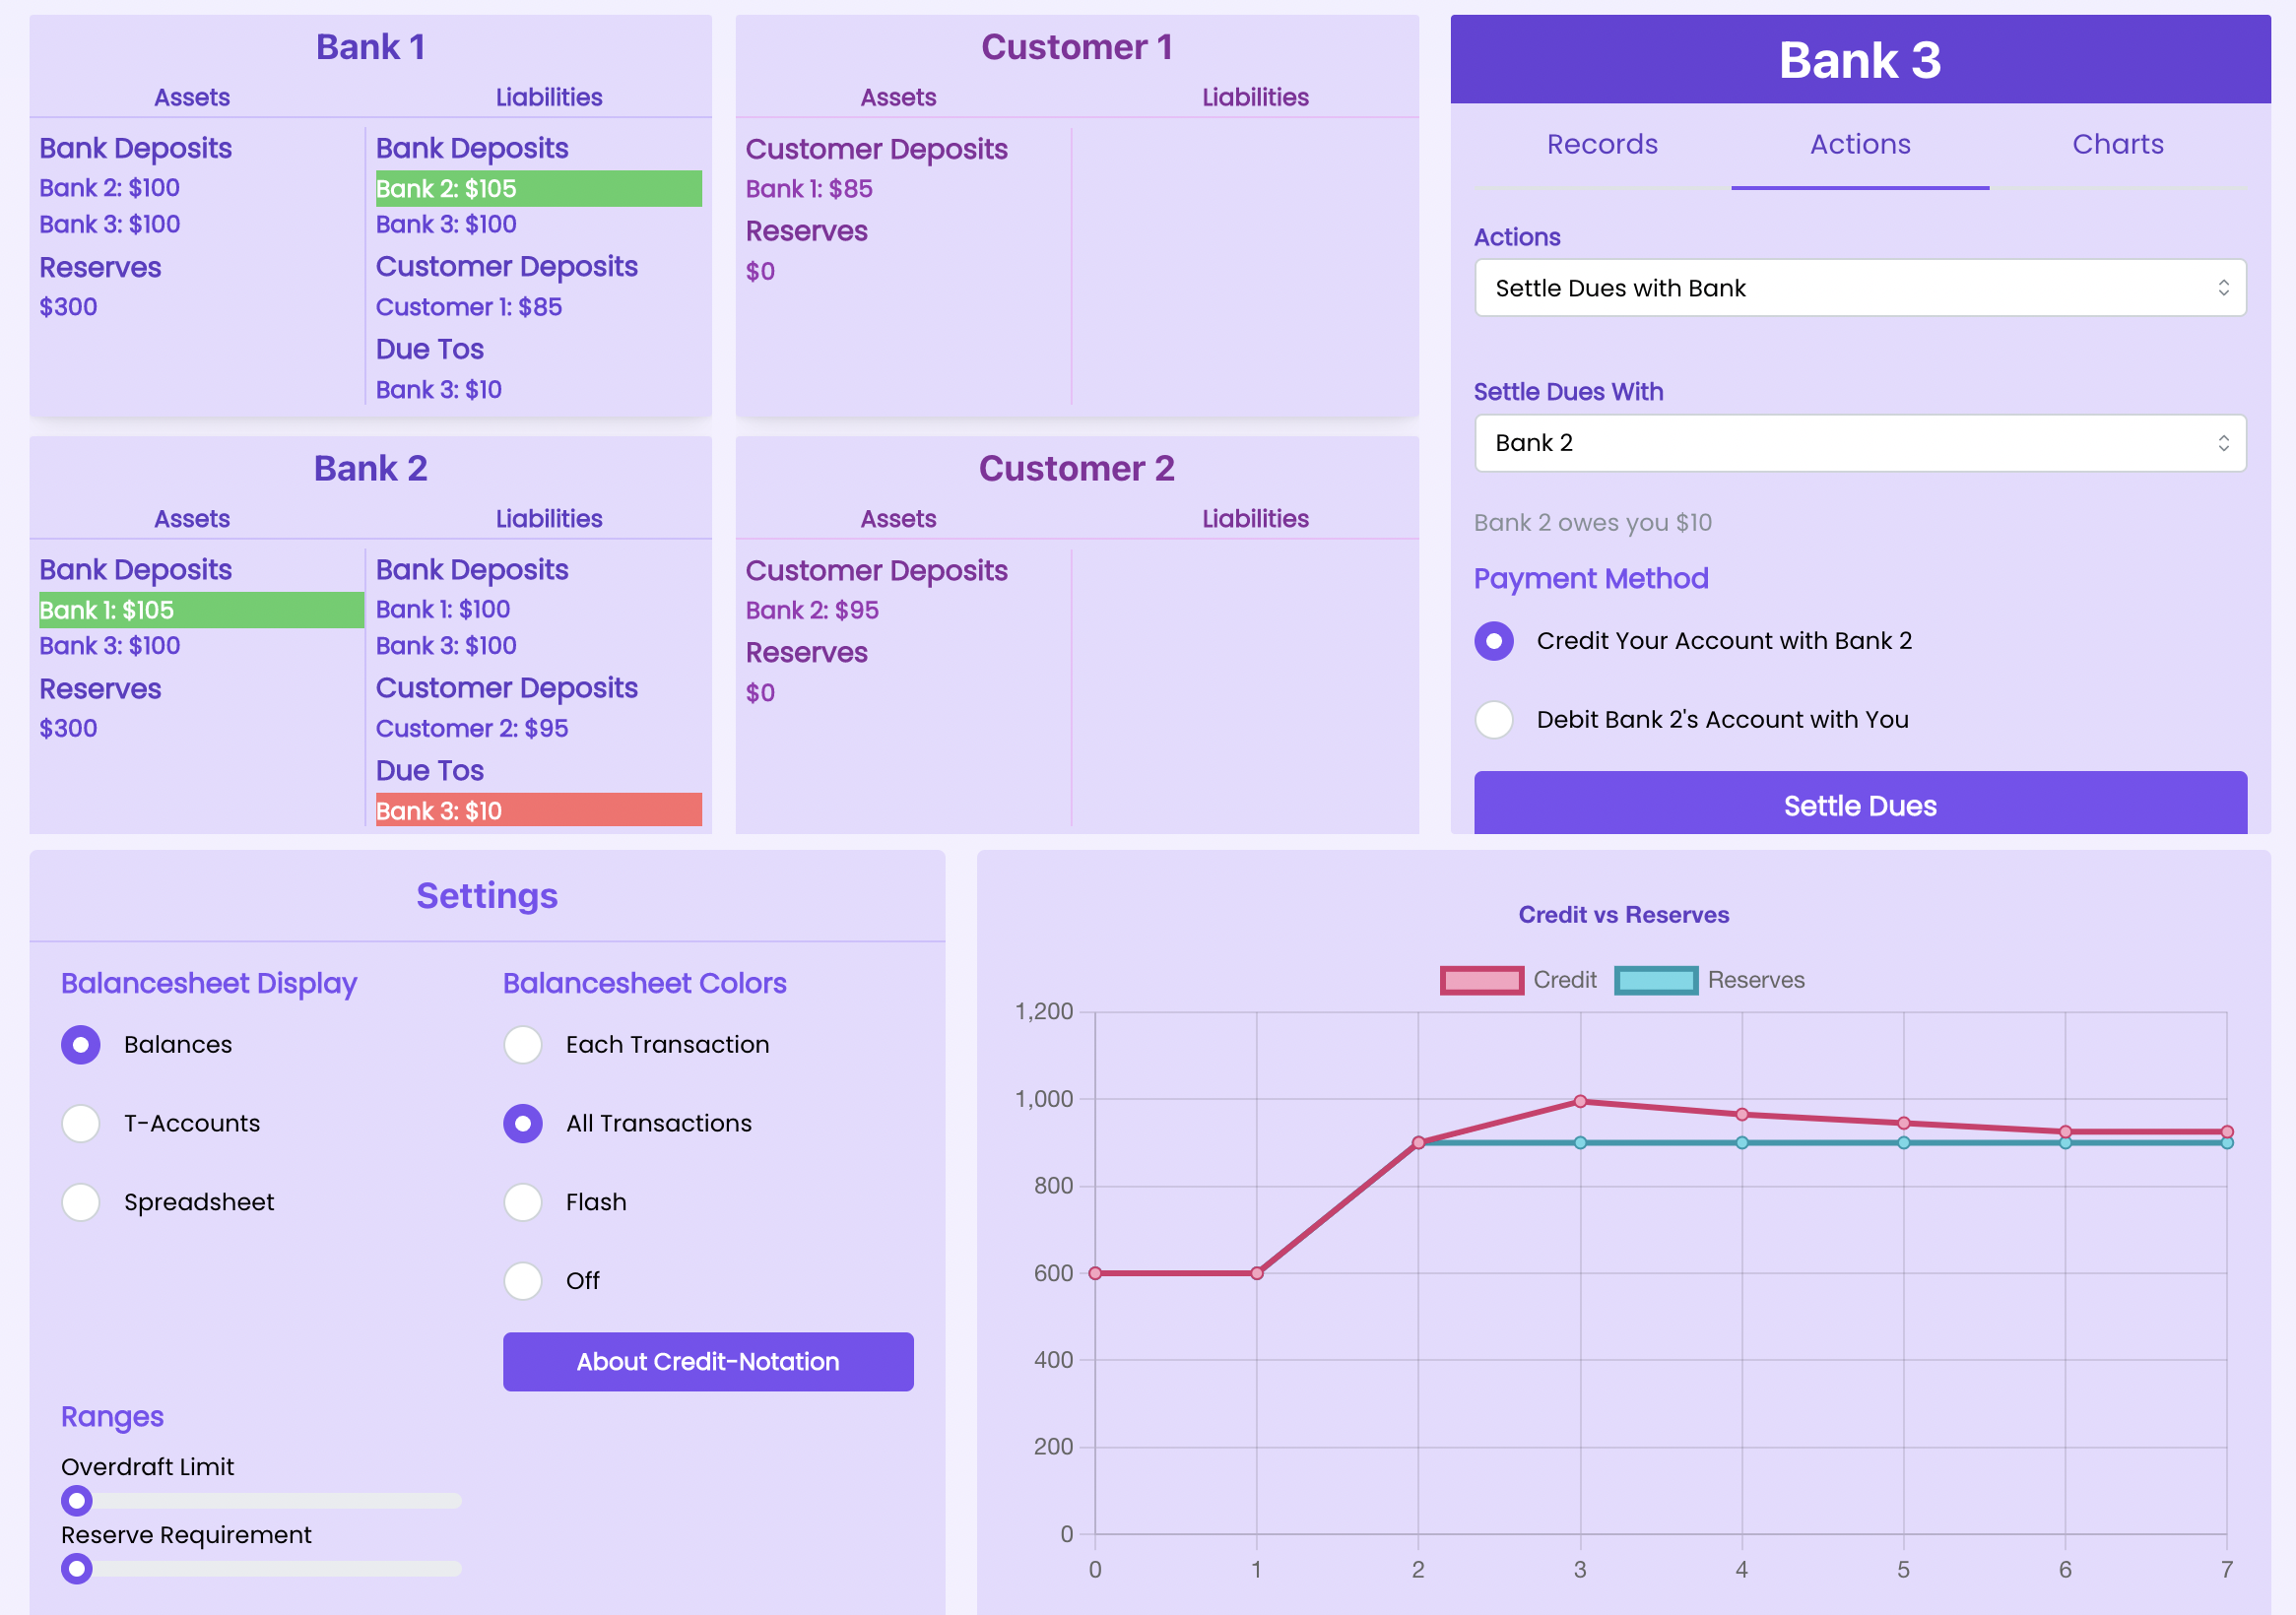 Bank 1
Assets Liabilities
Bank Deposits
Bank 2: $100
Bank 3: $100
Reserves
$300
Bank Deposits
Bank 2: $105
Bank 3: $100
Customer Deposits
Customer 1: $85
Due Tos
Bank 3: $10
Customer 1
Assets Liabilities
Customer Deposits
Bank 1: $85
Reserves
$0
Bank 2
Assets Liabilities
Bank Deposits
Bank 1: $105
Bank 3: $100
Reserves
$300
Bank Deposits
Bank 1: $100
Bank 3: $100
Customer Deposits
Customer 2: $95
Due Tos
Bank 3: $10
Customer 2
Assets Liabilities
Customer Deposits
Bank 2: $95
Reserves
$0
Bank 3
Records Actions Charts
Actions
Settle Dues with Bank
Settle Dues With
Bank 2
Bank 2 owes you $10
Payment Method
Credit Your Account with Bank 2
Debit Bank 2's Account with You
Settle Dues
Settings
Balancesheet Display
Balances
T-Accounts
Spreadsheet
Balancesheet Colors
Each Transaction
All Transactions
Flash
Off
About Credit-Notation
Ranges
Overdraft Limit
Reserve Requirement
Credit vs Reserves
Credit Reserves
1,200
1,000
800
600
400
200
0
0 1 2 3 4 5 6 7